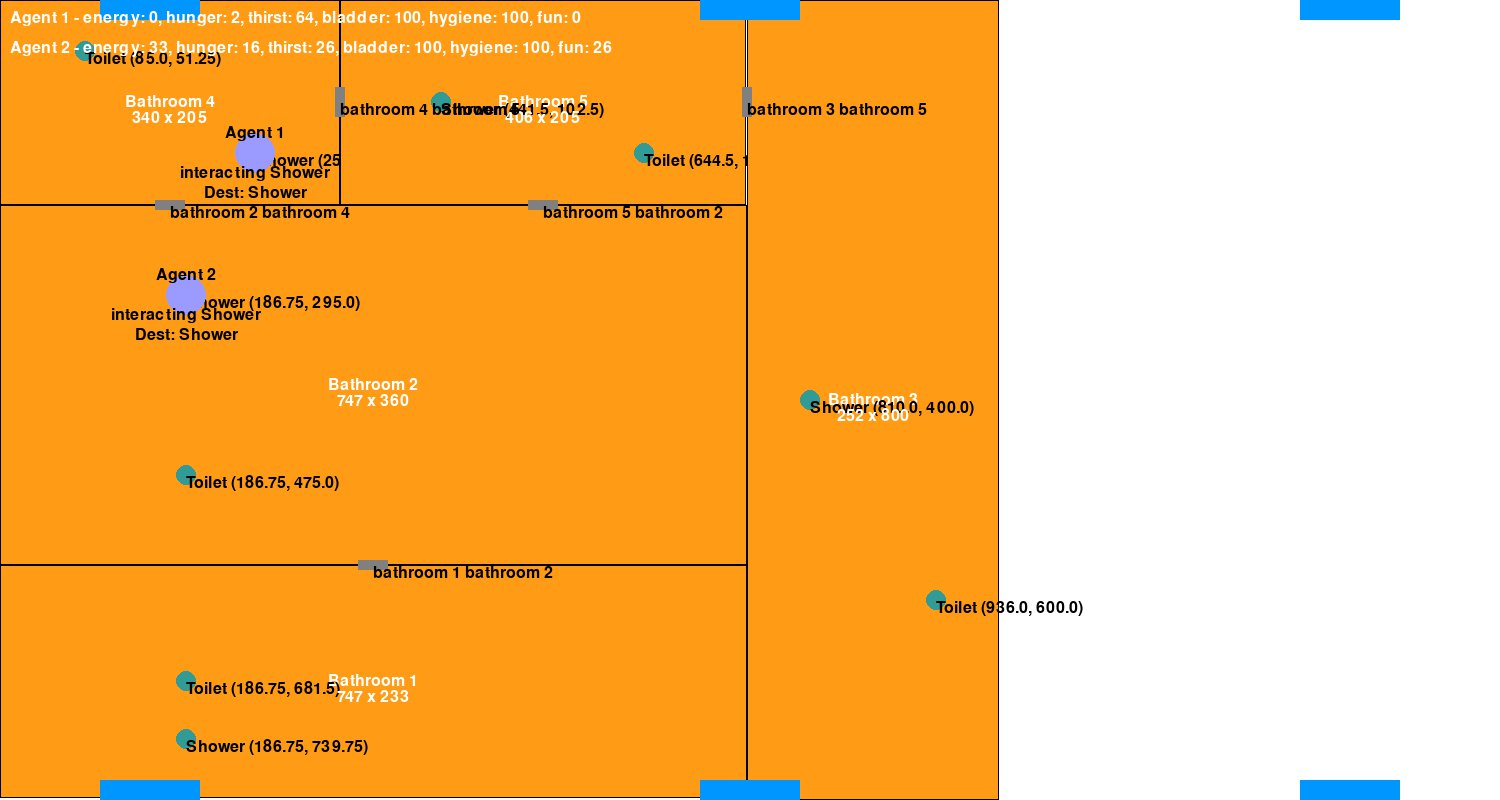 Agent 1 - energy: 0, hunger: 2, thirst: 64, bladder: 100, hygiene: 100, fun: 0
Agent 2 - energy: 33, hunger: 16, thirst: 26, bladder: 100, hygiene: 100, fun: 26
Toilet (85.0, 51.25)
Bathroom 4
340 x 205
bathroom 4 bathroom 5
Shower (441.5, 102.5)
Bathroom 5
406 x 205
bathroom 3 bathroom 5
Agent 1
Shower (25
interacting Shower
Dest: Shower
Toilet (644.5, 1
bathroom 2 bathroom 4
bathroom 5 bathroom 2
Agent 2
Shower (186.75, 295.0)
interacting Shower
Dest: Shower
Bathroom 2
747 x 360
Shower (810.0, 400.0)
Bathroom 3
252 x 800
Toilet (186.75, 475.0)
bathroom 1 bathroom 2
Toilet (936.0, 600.0)
Toilet (186.75, 681.5)
Bathroom 1
747 x 233
Shower (186.75, 739.75)